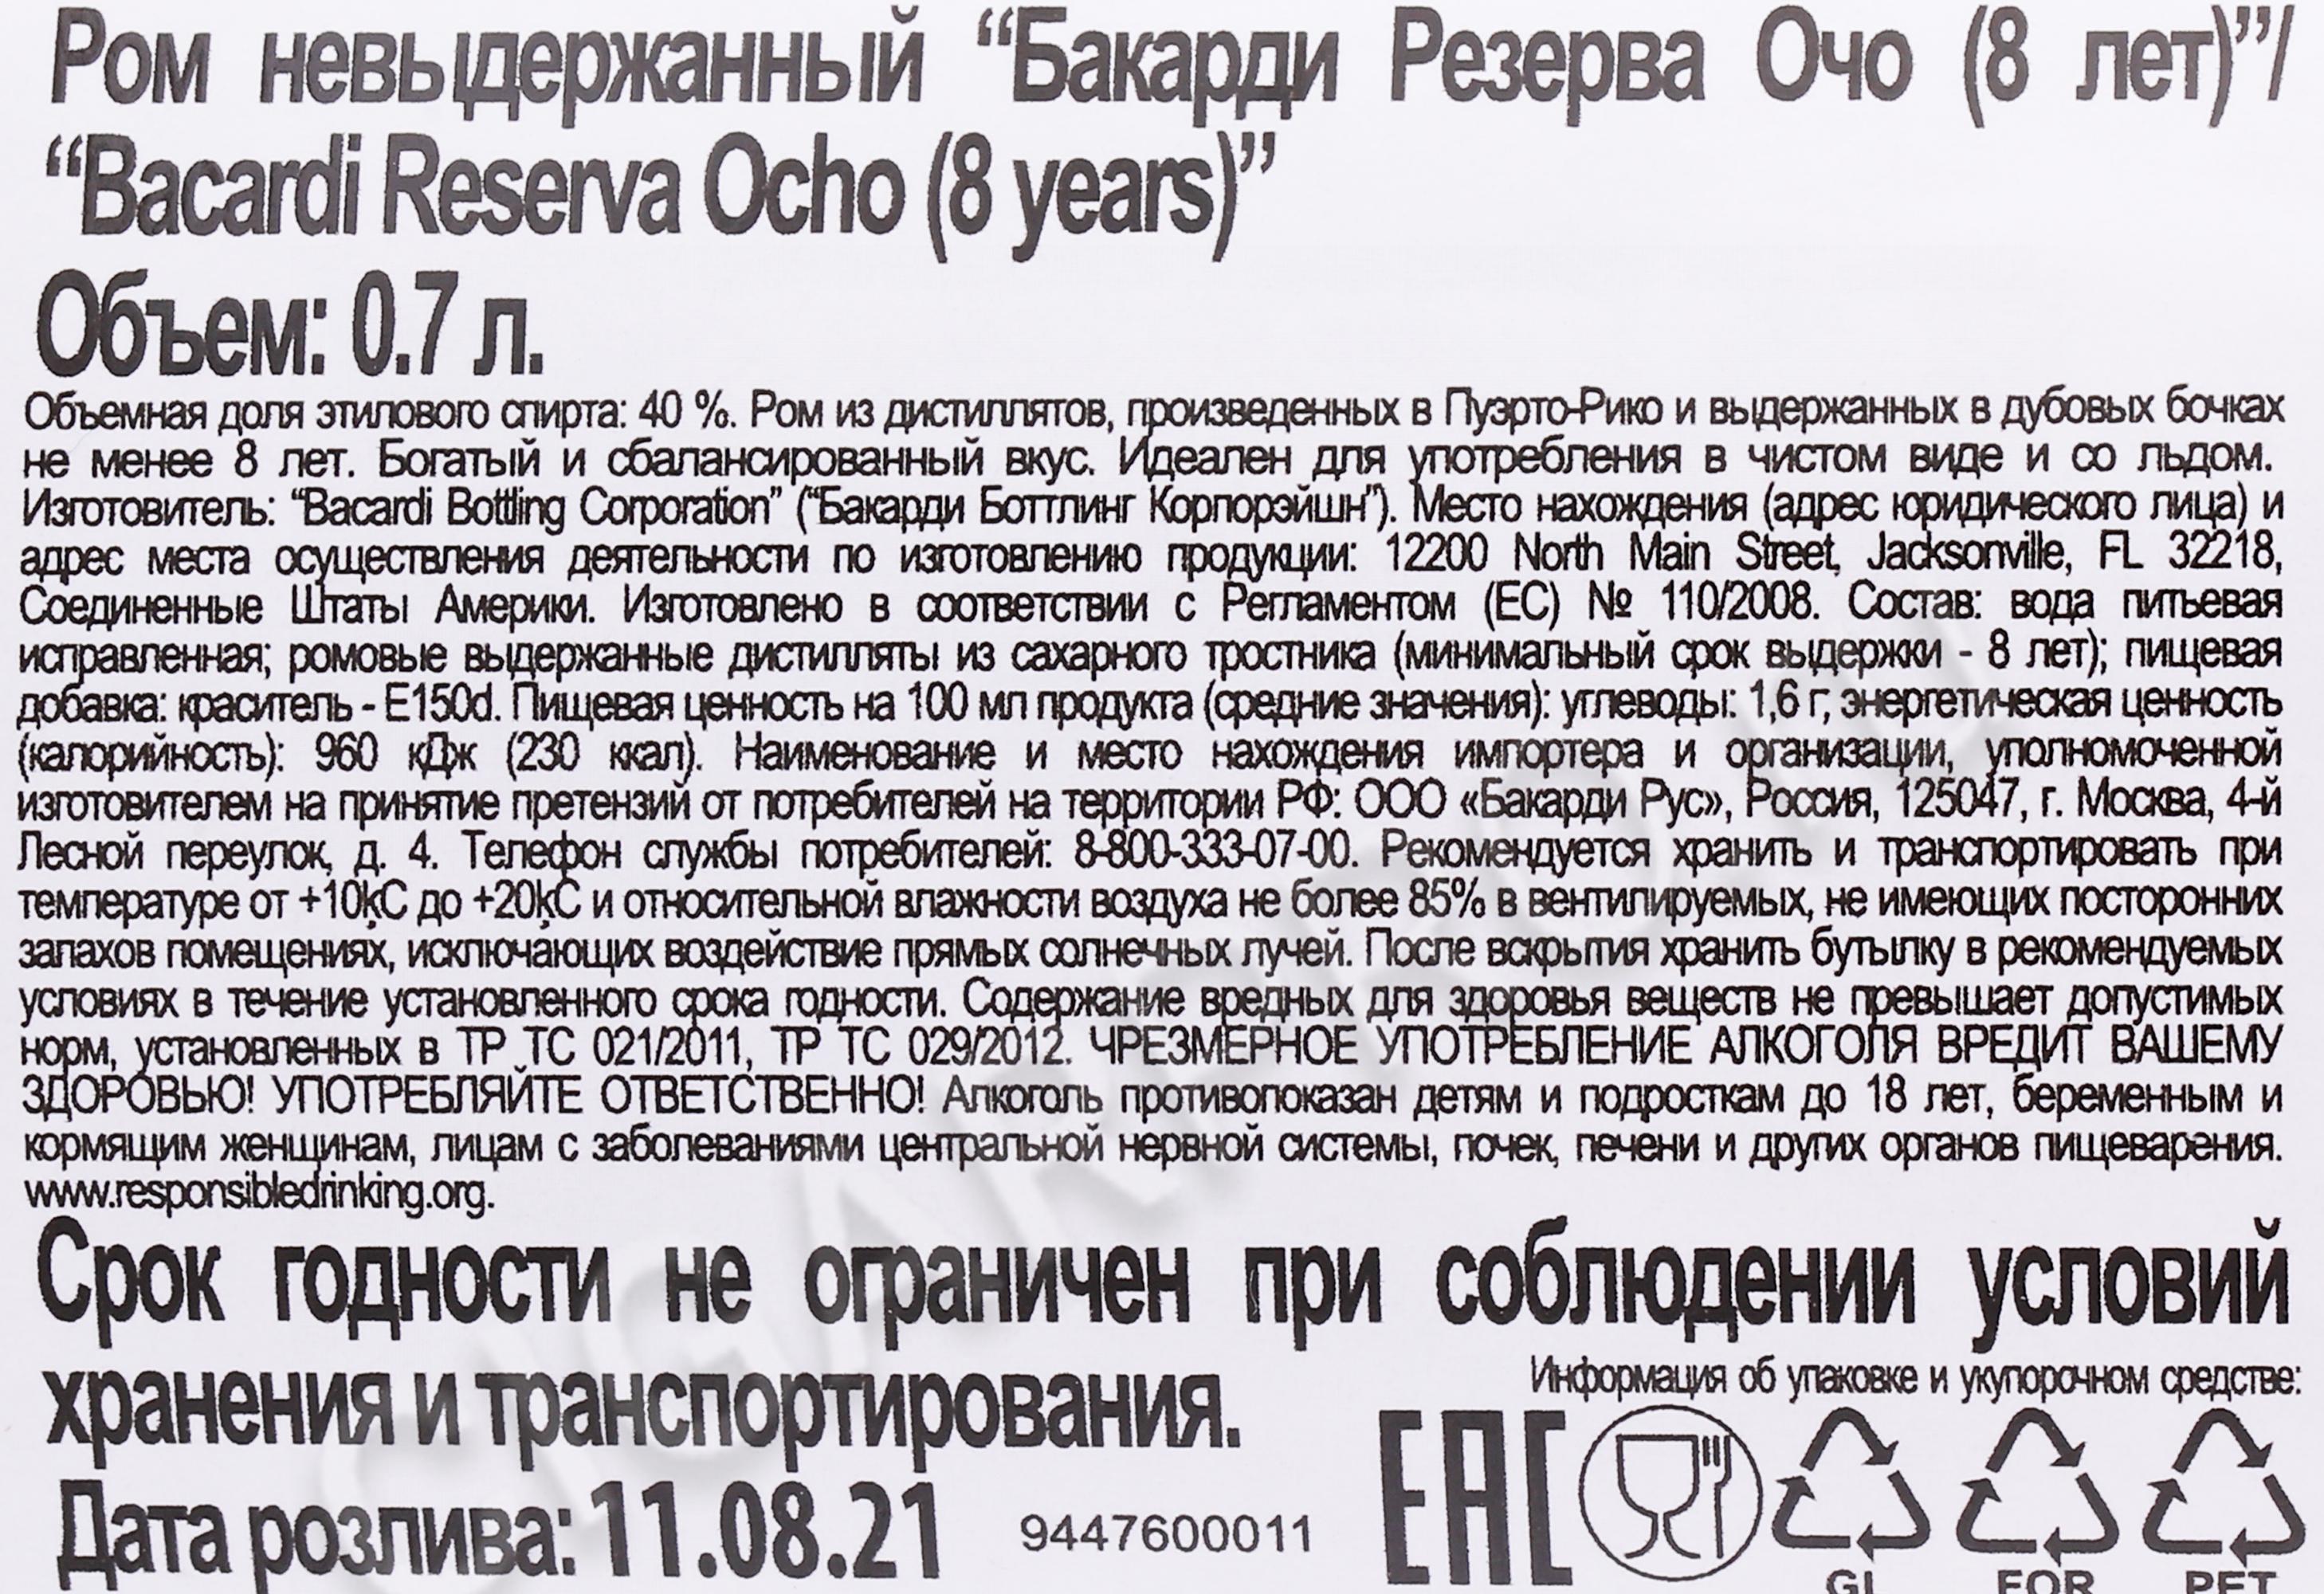 Ром невыдержанный “Бакарди Резерва Очо (8 лет)”/
“Bacardi Reserva Ocho (8 years)”
Объем: 0.7 л.
Объемная доля этилового спирта: 40 %. Ром из дистиллятов, произведенных в Пуэрто-Рико и выдержанных в дубовых бочках
не менее 8 лет. Богатый и сбалансированный вкус. Идеален для употребления в чистом виде и со льдом.
Изготовитель: “Bacardi Bottling Corporation” (“Бакарди Боттлинг Корпорэйшн”). Место нахождения (адрес юридического лица) и
адрес места осуществления деятельности по изготовлению продукции: 12200 North Main Street, Jacksonville, FL 32218,
Соединенные Штаты Америки. Изготовлено в соответствии с Регламентом (ЕС) № 110/2008. Состав: вода питьевая
исправленная; ромовые выдержанные дистилляты из сахарного тростника (минимальный срок выдержки - 8 лет); пищевая
добавка: краситель - Е150d. Пищевая ценность на 100 мл продукта (средние значения): углеводы: 1,6 г, энергетическая ценность
(калорийность): 960 кДж (230 ккал). Наименование и место нахождения импортера и организации, уполномоченной
изготовителем на принятие претензий от потребителей на территории РФ: ООО «Бакарди Рус», Россия, 125047, г. Москва, 4-й
Лесной переулок, д. 4. Телефон службы потребителей: 8-800-333-07-00. Рекомендуется хранить и транспортировать при
температуре от +10ķC до +20ķC и относительной влажности воздуха не более 85% в вентилируемых, не имеющих посторонних
запахов помещениях, исключающих воздействие прямых солнечных лучей. После вскрытия хранить бутылку в рекомендуемых
условиях в течение установленного срока годности. Содержание вредных для здоровья веществ не превышает допустимых
норм, установленных в ТР ТС 021/2011, ТР ТС 029/2012. ЧРЕЗМЕРНОЕ УПОТРЕБЛЕНИЕ АЛКОГОЛЯ ВРЕДИТ ВАШЕМУ
ЗДОРОВЬЮ! УПОТРЕБЛЯЙТЕ ОТВЕТСТВЕННО! Алкоголь противопоказан детям и подросткам до 18 лет, беременным и
кормящим женщинам, лицам с заболеваниями центральной нервной системы, почек, печени и других органов пищеварения.
www.responsibledrinking.org.
Срок годности не ограничен при соблюдении условий
хранения и транспортирования.
Информация об упаковке и укупорочном средстве:
Дата розлива: 11.08.21
9447600011
EAC
GL FOR PET